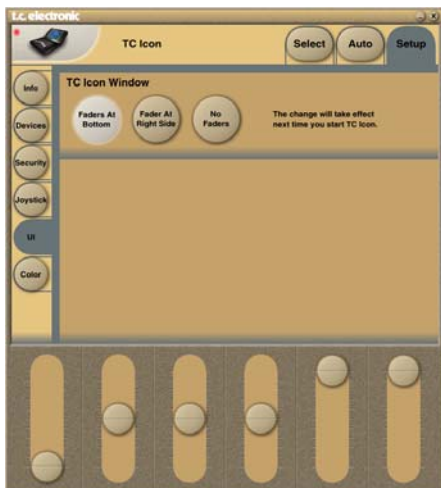 t.c. electronic
TC Icon
Select
Auto
Setup
Info
Devices
Security
Joystick
UI
Color
TC Icon Window
Faders At
Bottom
Fader At
Right Side
No
Faders
The change will take effect
next time you start TC Icon.